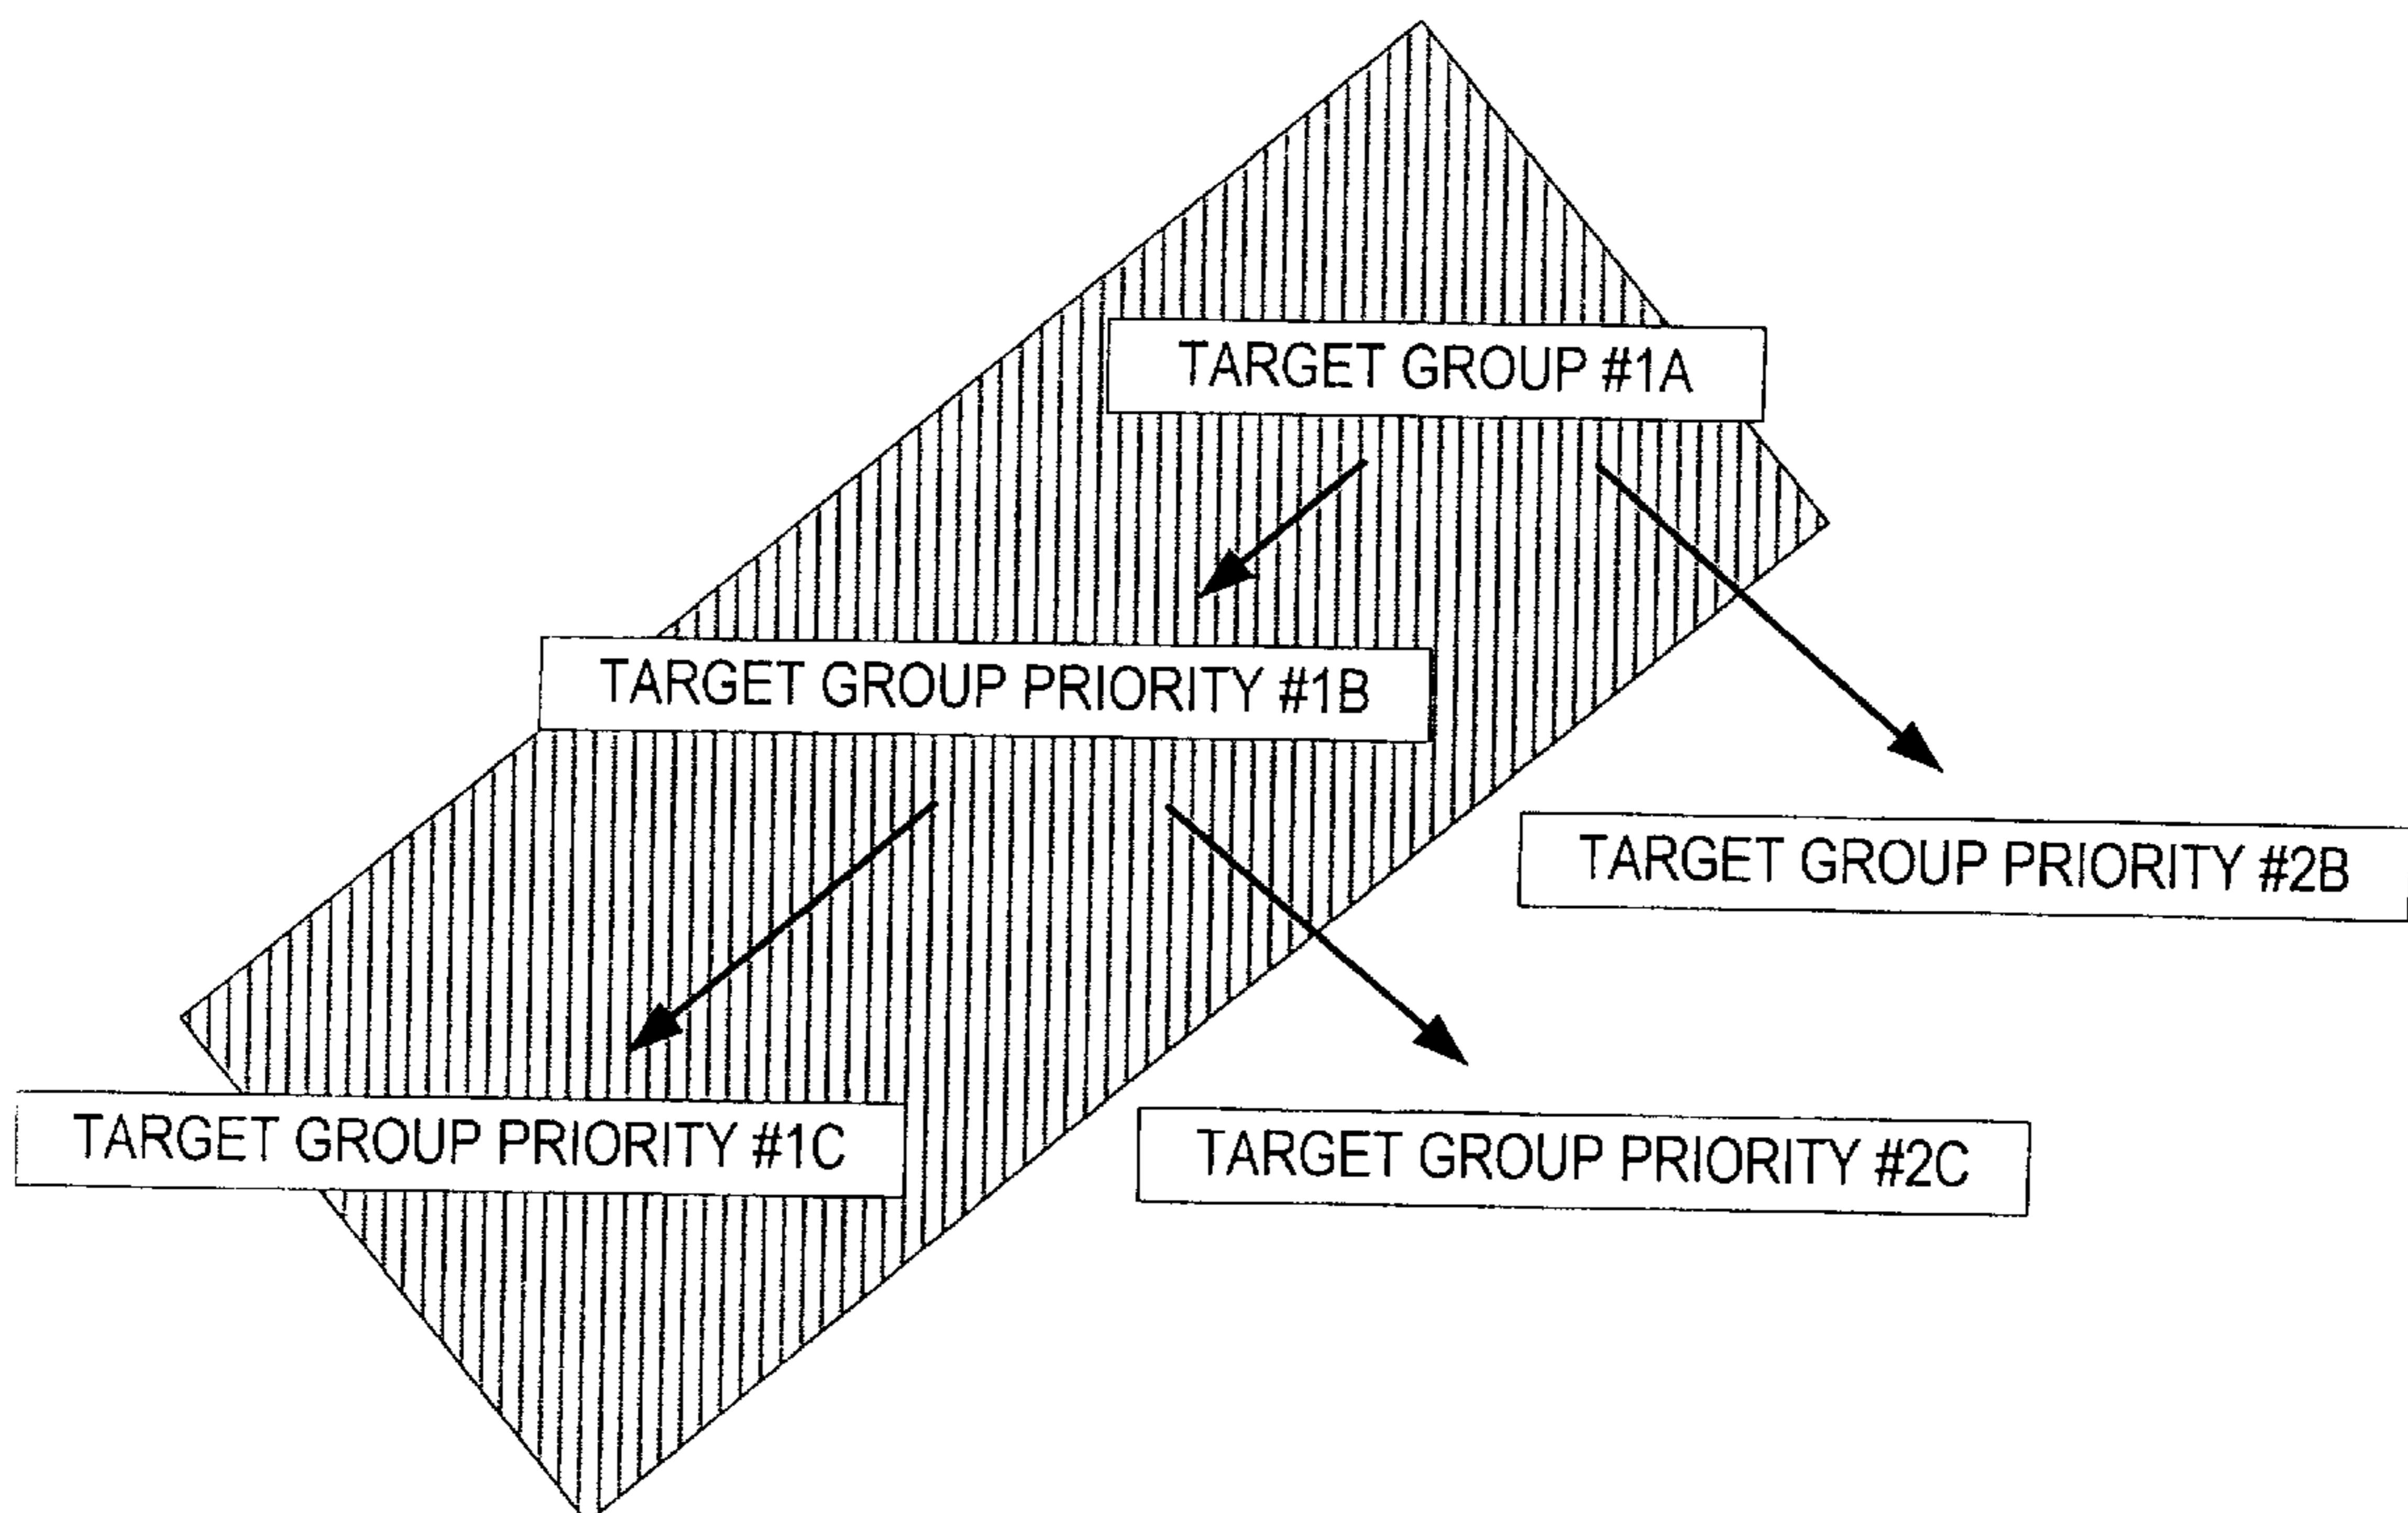 TARGET GROUP #1A
TARGET GROUP PRIORITY #1B
TARGET GROUP PRIORITY #2B
TARGET GROUP PRIORITY #1C
TARGET GROUP PRIORITY #2C